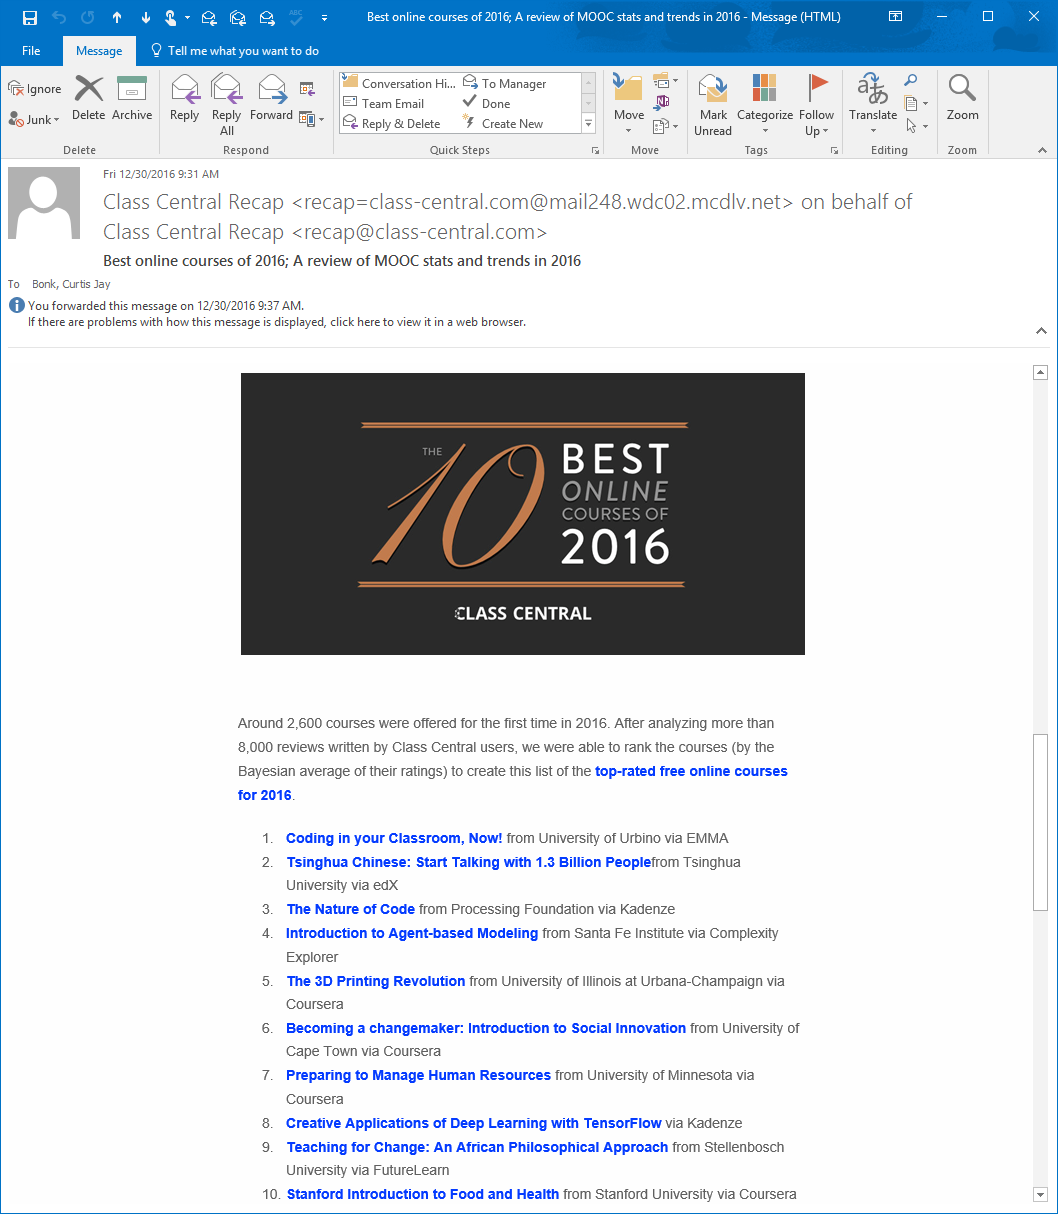 Best online courses of 2016; A review of MOOC stats and trends in 2016 - Message (HTML)
File Message Tell me what you want to do
Ignore
Junk
Delete
Archive
Delete
Reply
Reply All
Forward
Respond
Conversation Hi...
Team Email
Reply & Delete
To Manager
Done
Create New
Quick Steps
Move
Move
Mark Unread
Categorize
Follow Up
Tags
Translate
Editing
Zoom
Zoom
Fri 12/30/2016 9:31 AM
Class Central Recap <recap=class-central.com@mail248.wdc02.mcdlv.net> on behalf of
Class Central Recap <recap@class-central.com>
Best online courses of 2016; A review of MOOC stats and trends in 2016
To Bonk, Curtis Jay
You forwarded this message on 12/30/2016 9:37 AM.
If there are problems with how this message is displayed, click here to view it in a web browser.
THE 10 BEST
ONLINE
COURSES OF
2016
CLASS CENTRAL
Around 2,600 courses were offered for the first time in 2016. After analyzing more than
8,000 reviews written by Class Central users, we were able to rank the courses (by the
Bayesian average of their ratings) to create this list of the top-rated free online courses
for 2016.
1. Coding in your Classroom, Now! from University of Urbino via EMMA
2. Tsinghua Chinese: Start Talking with 1.3 Billion Peoplefrom Tsinghua
University via edX
3. The Nature of Code from Processing Foundation via Kadenze
4. Introduction to Agent-based Modeling from Santa Fe Institute via Complexity
Explorer
5. The 3D Printing Revolution from University of Illinois at Urbana-Champaign via
Coursera
6. Becoming a changemaker: Introduction to Social Innovation from University of
Cape Town via Coursera
7. Preparing to Manage Human Resources from University of Minnesota via
Coursera
8. Creative Applications of Deep Learning with TensorFlow via Kadenze
9. Teaching for Change: An African Philosophical Approach from Stellenbosch
University via FutureLearn
10. Stanford Introduction to Food and Health from Stanford University via Coursera